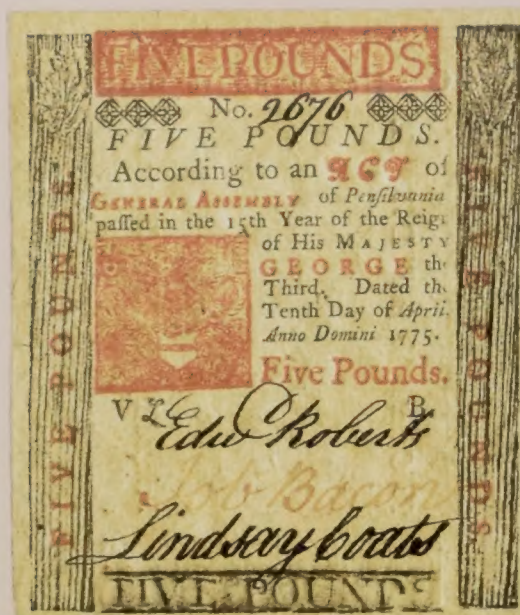 FIVE POUNDS
No. 2676
FIVE POUNDS.
According to an ACT of
GENERAL ASSEMBLY of Penſilvania
paſſed in the 15th Year of the Reign
of His MAJESTY
GEORGE the
Third. Dated the
Tenth Day of April,
Anno Domini 1775.
Five Pounds.
V £ B.
Edwd Roberts
Job Bacon
Lindsay Coats
FIVE POUNDS
FIVE POUNDS.
FIVE POUNDS.